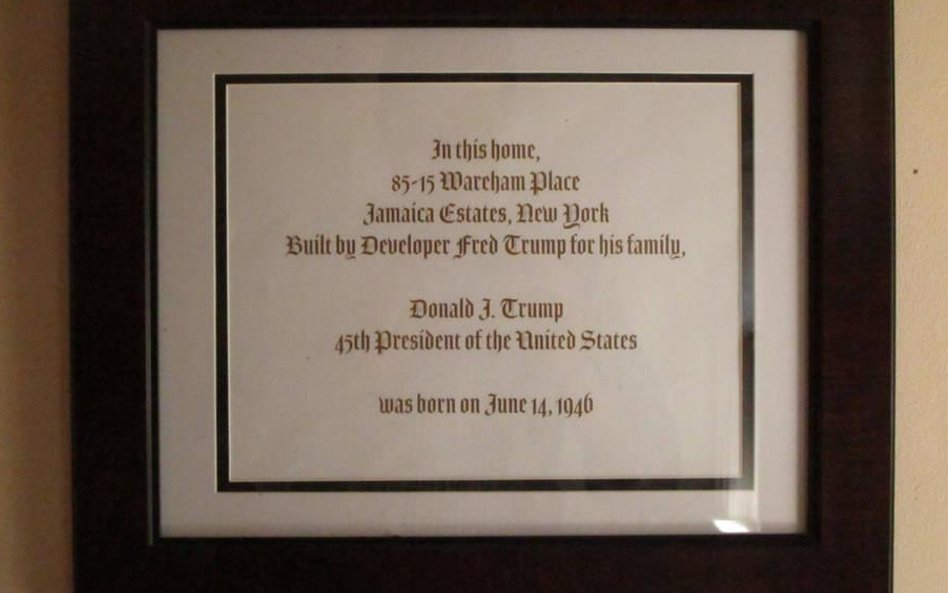 In this home,
85-15 Wareham Place
Jamaica Estates, New York
Built by Developer Fred Trump for his family,
Donald J. Trump
45th President of the United States
was born on June 14, 1946